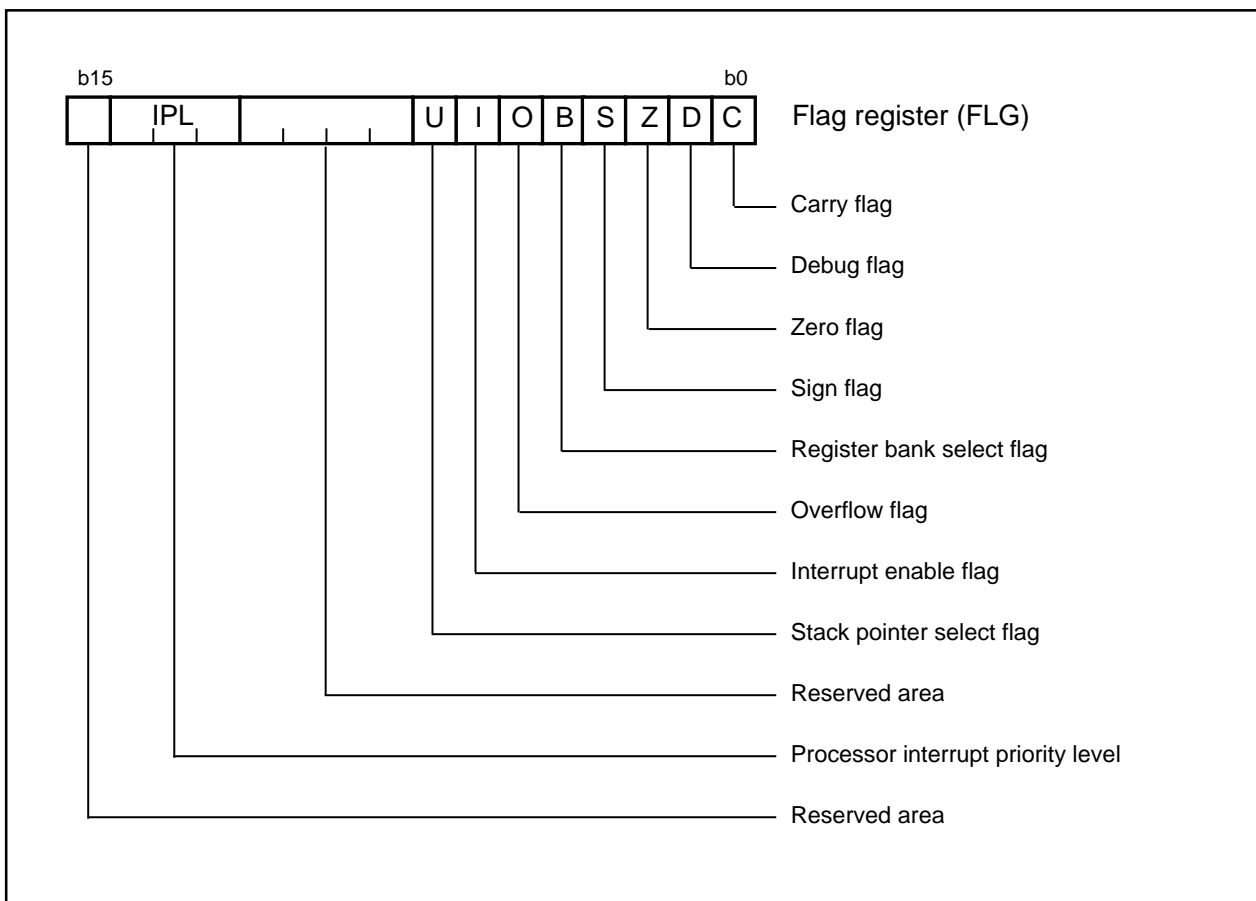 b15 b0
IPL U I O B S Z D C Flag register (FLG)
Carry flag
Debug flag
Zero flag
Sign flag
Register bank select flag
Overflow flag
Interrupt enable flag
Stack pointer select flag
Reserved area
Processor interrupt priority level
Reserved area